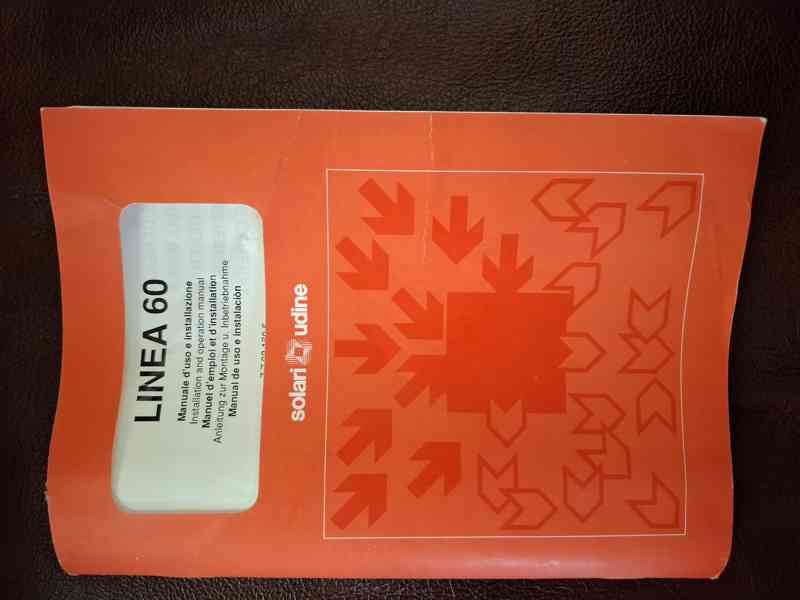 LINEA 60
Manuale d'uso e installazione
Installation and operation manual
Manuel d'emploi et d'installation
Anleitung zur Montage u. Inbetriebnahme
Manual de uso e instalación
solari udine